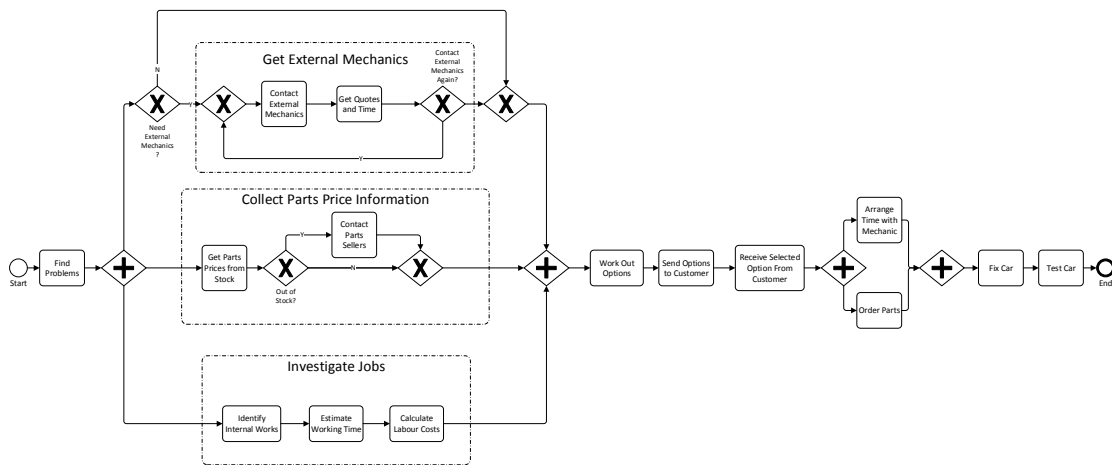 Get External Mechanics
Contact
External
Mechanics
Again?
N
Y
Contact
External
Mechanics
Get Quotes
and Time
Need
External
Mechanics
?
Y
Collect Parts Price Information
Contact
Parts
Sellers
Y
Get Parts
Prices from
Stock
N
Out of
Stock?
Start
Find
Problems
Work Out
Options
Send Options
to Customer
Receive Selected
Option From
Customer
Arrange
Time with
Mechanic
Order Parts
Fix Car
Test Car
End
Investigate Jobs
Identify
Internal Works
Estimate
Working Time
Calculate
Labour Costs